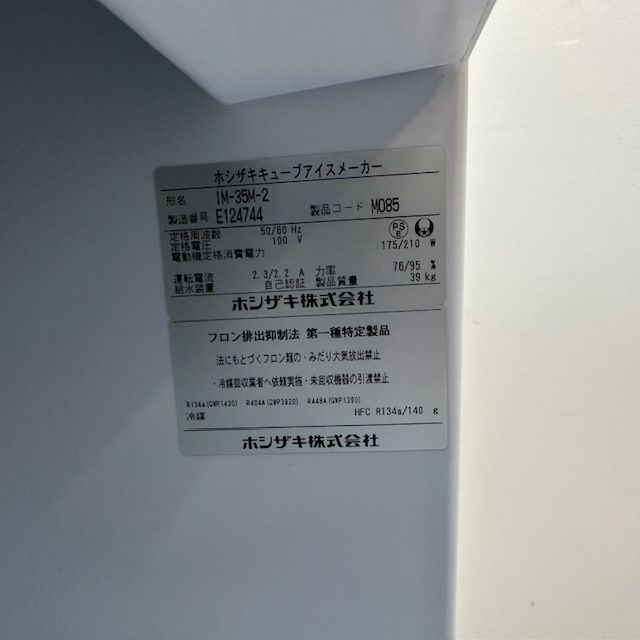 ホシザキキューブアイスメーカー
形名 IM-35M-2
製造番号 E124744 製品コード M085
定格周波数 50/60 Hz
定格電圧 100 V
電動機定格消費電力 175/210 W
PSE
運転電流 2.3/2.2 A 力率 76/95 %
給水装置 自己認証 製品質量 39 kg
ホシザキ株式会社
フロン排出抑制法 第一種特定製品
法にもとづくフロン類の・みだり大気放出禁止
・冷媒回収業者へ依頼実施・未回収機器の引渡禁止
R134a(GWP1430) R404A(GWP3920) R448A(GWP1390)
冷媒 HFC R134a/140 g
ホシザキ株式会社